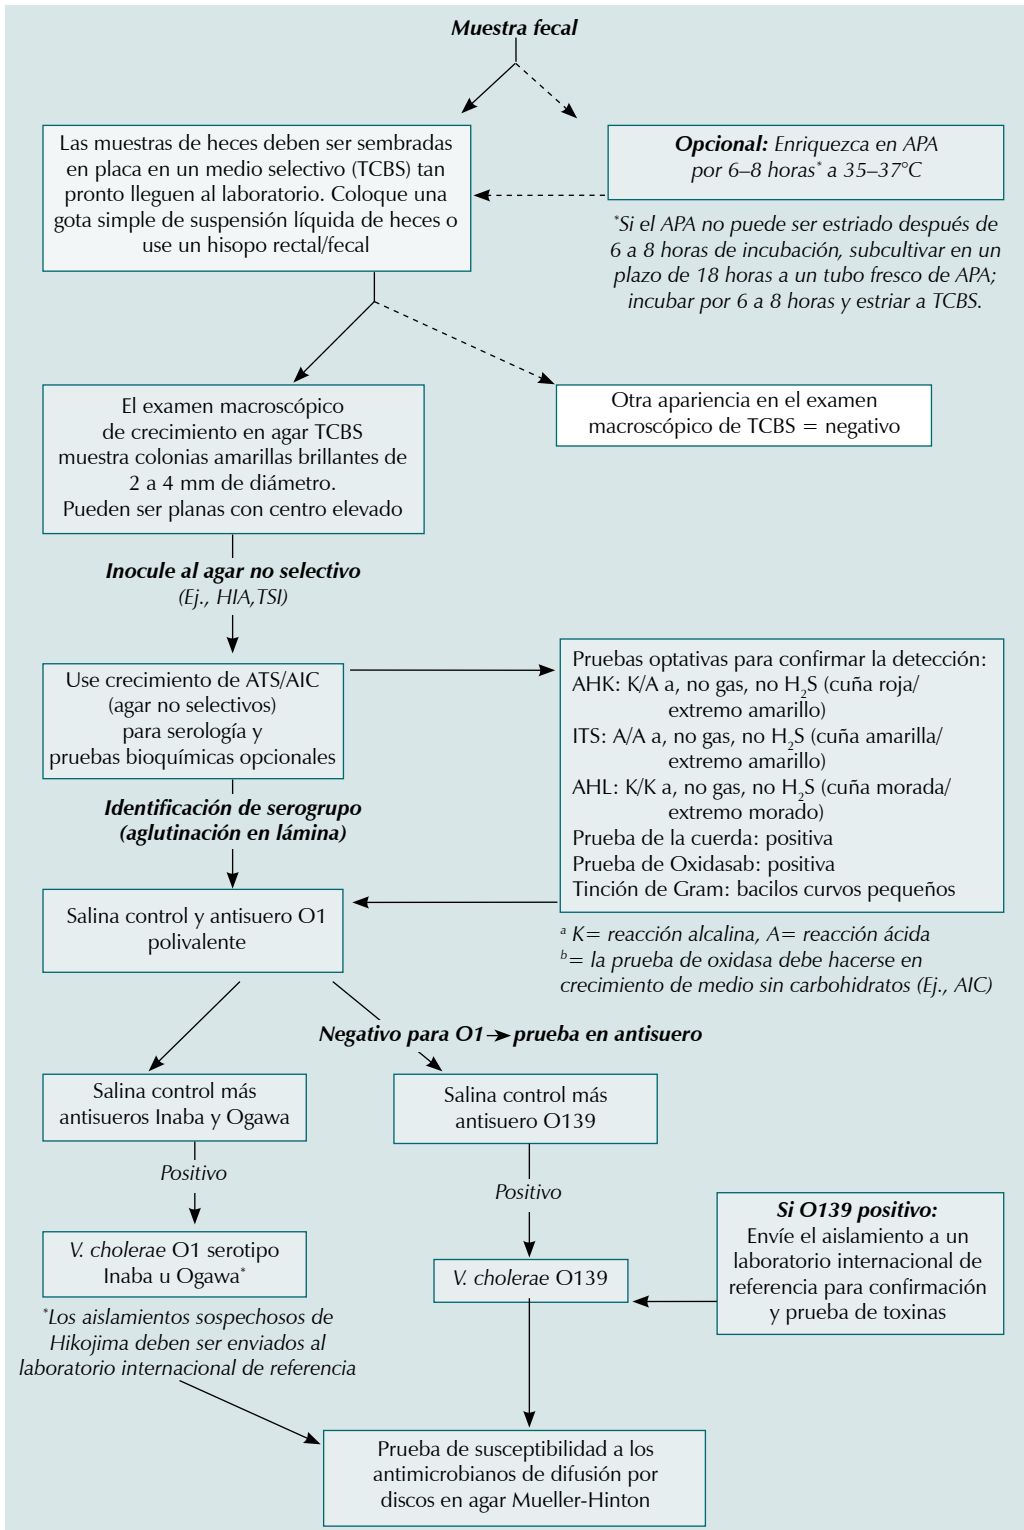 Muestra fecal
Las muestras de heces deben ser sembradas
en placa en un medio selectivo (TCBS) tan
pronto lleguen al laboratorio. Coloque una
gota simple de suspensión líquida de heces o
use un hisopo rectal/fecal
Opcional: Enriquezca en APA
por 6–8 horas* a 35–37°C
*Si el APA no puede ser estriado después de
6 a 8 horas de incubación, subcultivar en un
plazo de 18 horas a un tubo fresco de APA;
incubar por 6 a 8 horas y estriar a TCBS.
El examen macroscópico
de crecimiento en agar TCBS
muestra colonias amarillas brillantes de
2 a 4 mm de diámetro.
Pueden ser planas con centro elevado
Otra apariencia en el examen
macroscópico de TCBS = negativo
Inocule al agar no selectivo
(Ej., HIA,TSI)
Use crecimiento de ATS/AIC
(agar no selectivos)
para serología y
pruebas bioquímicas opcionales
Pruebas optativas para confirmar la detección:
AHK: K/A a, no gas, no H₂S (cuña roja/
extremo amarillo)
ITS: A/A a, no gas, no H₂S (cuña amarilla/
extremo amarillo)
AHL: K/K a, no gas, no H₂S (cuña morada/
extremo morado)
Prueba de la cuerda: positiva
Prueba de Oxidasab: positiva
Tinción de Gram: bacilos curvos pequeños
ᵃ K= reacción alcalina, A= reacción ácida
ᵇ= la prueba de oxidasa debe hacerse en
crecimiento de medio sin carbohidratos (Ej., AIC)
Identificación de serogrupo
(aglutinación en lámina)
Salina control y antisuero O1
polivalente
Negativo para O1→prueba en antisuero
Salina control más
antisueros Inaba y Ogawa
Salina control más
antisuero O139
Positivo
Positivo
V. cholerae O1 serotipo
Inaba u Ogawa*
*Los aislamientos sospechosos de
Hikojima deben ser enviados al
laboratorio internacional de referencia
V. cholerae O139
Si O139 positivo:
Envíe el aislamiento a un
laboratorio internacional de
referencia para confirmación
y prueba de toxinas
Prueba de susceptibilidad a los
antimicrobianos de difusión por
discos en agar Mueller-Hinton